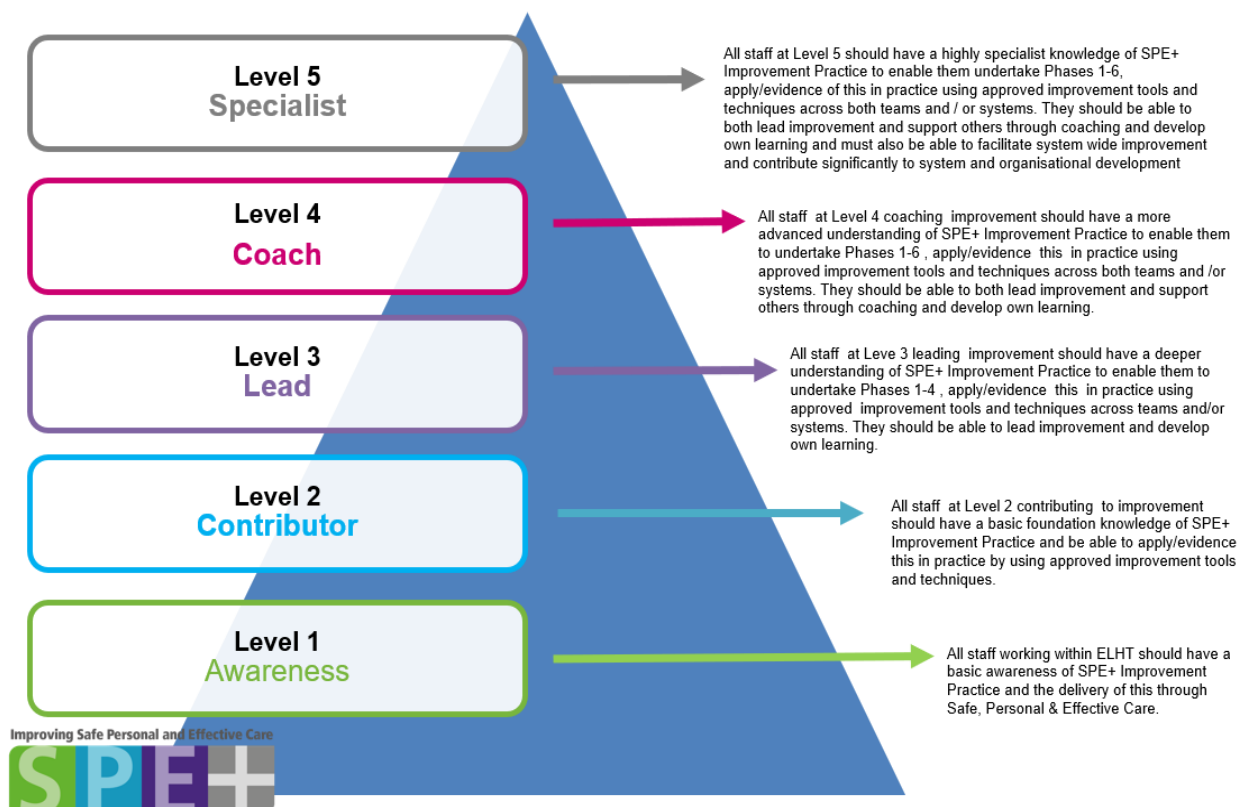 Level 5
Specialist
All staff at Level 5 should have a highly specialist knowledge of SPE+
Improvement Practice to enable them undertake Phases 1-6,
apply/evidence of this in practice using approved improvement tools and
techniques across both teams and / or systems. They should be able to
both lead improvement and support others through coaching and develop
own learning and must also be able to facilitate system wide improvement
and contribute significantly to system and organisational development
Level 4
Coach
All staff at Level 4 coaching improvement should have a more
advanced understanding of SPE+ Improvement Practice to enable them
to undertake Phases 1-6 , apply/evidence this in practice using
approved improvement tools and techniques across both teams and /or
systems. They should be able to both lead improvement and support
others through coaching and develop own learning.
Level 3
Lead
All staff at Leve 3 leading improvement should have a deeper
understanding of SPE+ Improvement Practice to enable them to
undertake Phases 1-4 , apply/evidence this in practice using
approved improvement tools and techniques across teams and/or
systems. They should be able to lead improvement and develop
own learning.
Level 2
Contributor
All staff at Level 2 contributing to improvement
should have a basic foundation knowledge of SPE+
Improvement Practice and be able to apply/evidence
this in practice by using approved improvement tools
and techniques.
Level 1
Awareness
All staff working within ELHT should have a
basic awareness of SPE+ Improvement
Practice and the delivery of this through
Safe, Personal & Effective Care.
Improving Safe Personal and Effective Care
SPE+